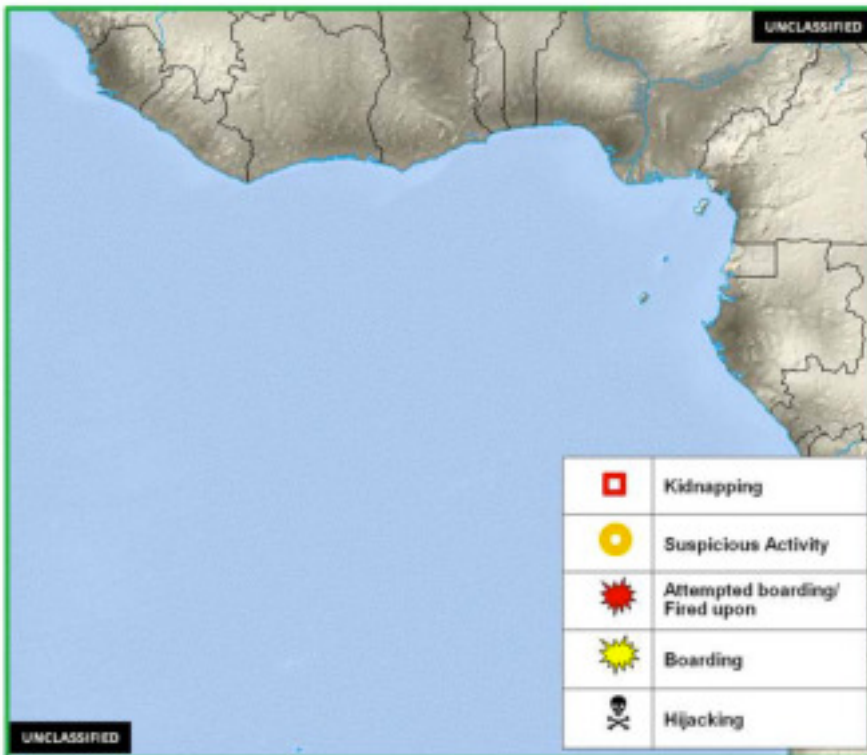 UNCLASSIFIED
Kidnapping
Suspicious Activity
Attempted boarding/
Fired upon
Boarding
Hijacking
UNCLASSIFIED